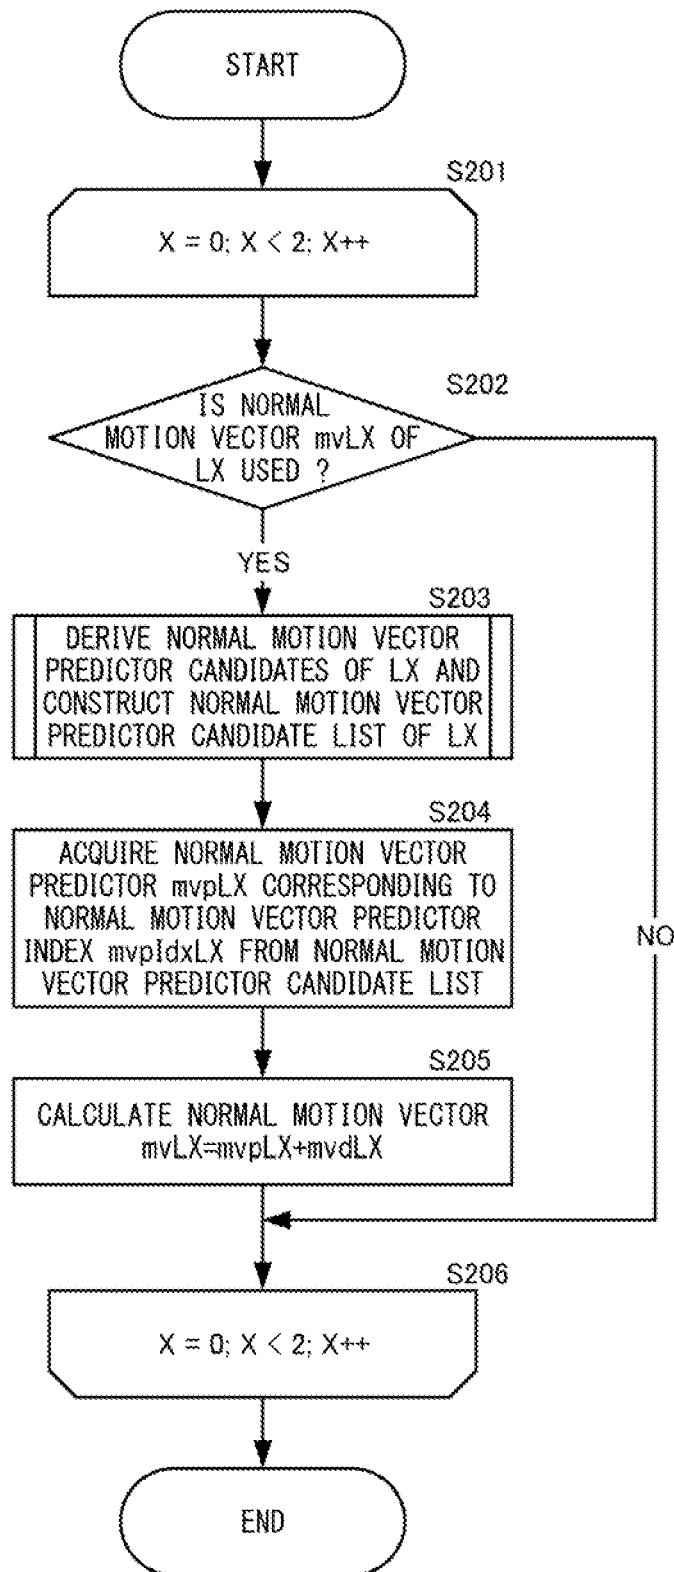 START
S201
X = 0; X < 2; X++
S202
IS NORMAL
MOTION VECTOR mvLX OF
LX USED ?
YES
S203
DERIVE NORMAL MOTION VECTOR
PREDICTOR CANDIDATES OF LX AND
CONSTRUCT NORMAL MOTION VECTOR
PREDICTOR CANDIDATE LIST OF LX
S204
ACQUIRE NORMAL MOTION VECTOR
PREDICTOR mvpLX CORRESPONDING TO
NORMAL MOTION VECTOR PREDICTOR
INDEX mvpIdxLX FROM NORMAL MOTION
VECTOR PREDICTOR CANDIDATE LIST
NO
S205
CALCULATE NORMAL MOTION VECTOR
mvLX=mvpLX+mvdLX
S206
X = 0; X < 2; X++
END